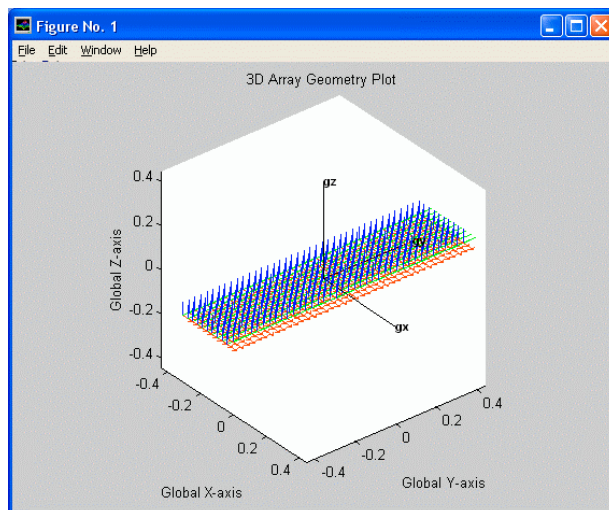 Figure No. 1
File Edit Window Help
3D Array Geometry Plot
gz
gy
gx
Global Z-axis
0.4
0.2
0
-0.2
-0.4
-0.4
-0.2
0
0.2
0.4
Global X-axis
-0.4
-0.2
0
0.2
0.4
Global Y-axis